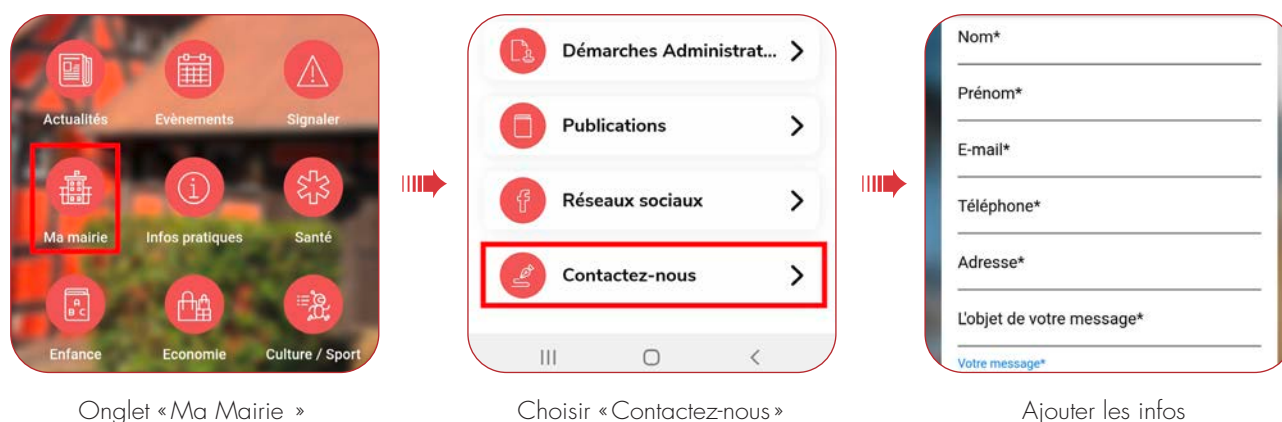 Actualités
Evènements
Signaler
Ma mairie
Infos pratiques
Santé
A
B C
Enfance
Economie
Culture / Sport
Onglet «Ma Mairie »
Démarches Administrat...
Publications
Réseaux sociaux
Contactez-nous
Choisir «Contactez-nous»
Nom*
Prénom*
E-mail*
Téléphone*
Adresse*
L'objet de votre message*
Votre message*
Ajouter les infos